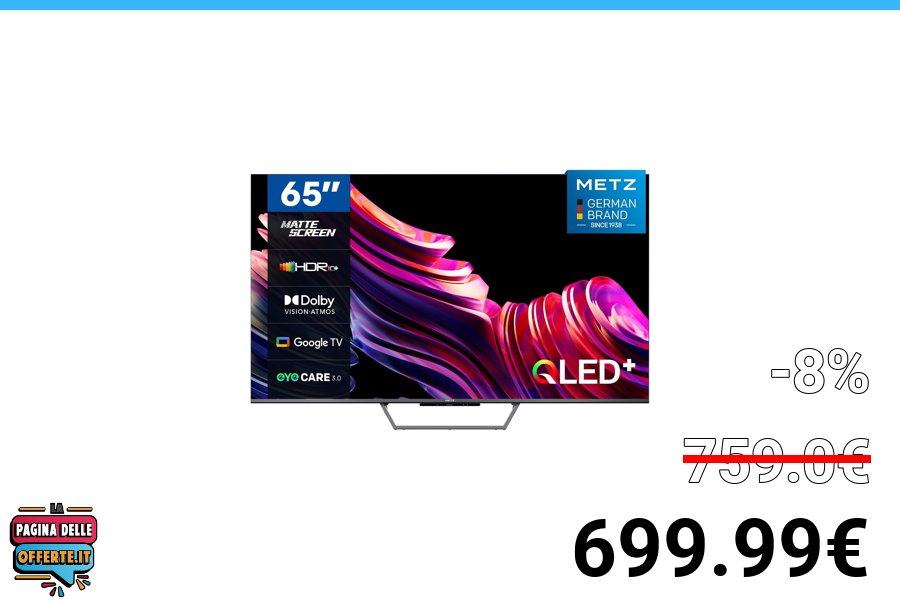 65”
MATTE
SCREEN
HDR10+
Dolby
VISION·ATMOS
Google TV
eye CARE 3.0
METZ
GERMAN
BRAND
SINCE 1938
QLED+
-8%
759.0€
699.99€
LA
PAGINA DELLE
OFFERTE.IT